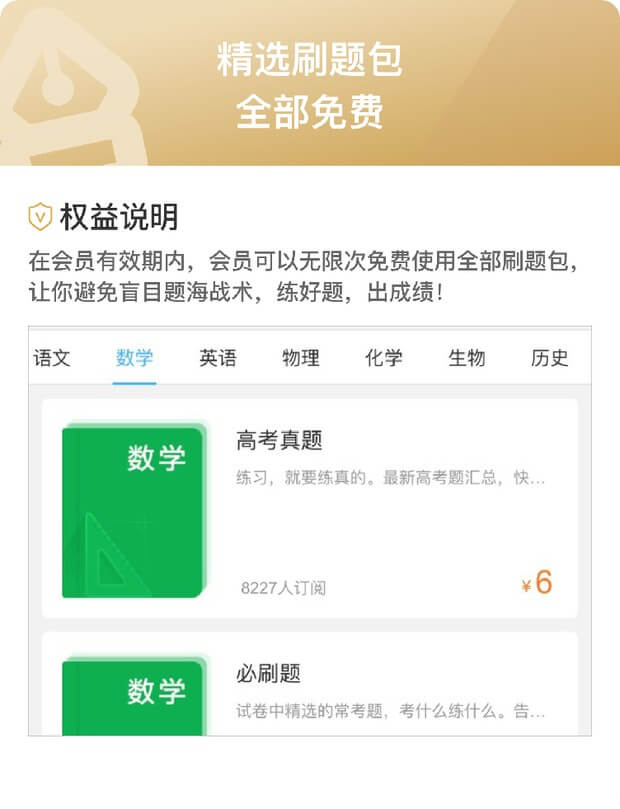 精选刷题包
全部免费
权益说明
在会员有效期内，会员可以无限次免费使用全部刷题包，
让你避免盲目题海战术，练好题，出成绩！
语文 数学 英语 物理 化学 生物 历史
数学
高考真题
练习，就要练真的。最新高考题汇总，快...
8227人订阅
¥6
数学
必刷题
试卷中精选的常考题，考什么练什么。告...